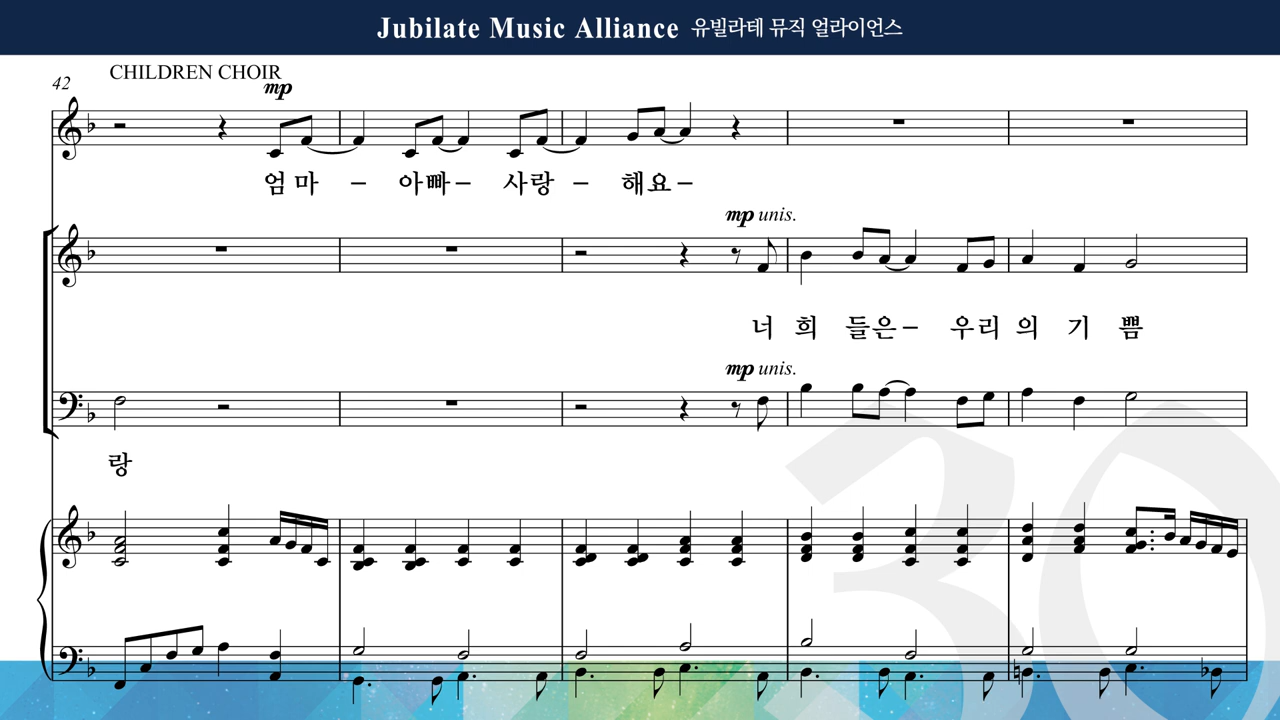 Jubilate Music Alliance 유빌라테 뮤직 얼라이언스
CHILDREN CHOIR
42
mp
엄마 - 아빠- 사랑 - 해요-
mp unis.
너 희 들은- 우리 의 기 쁨
mp unis.
랑
30